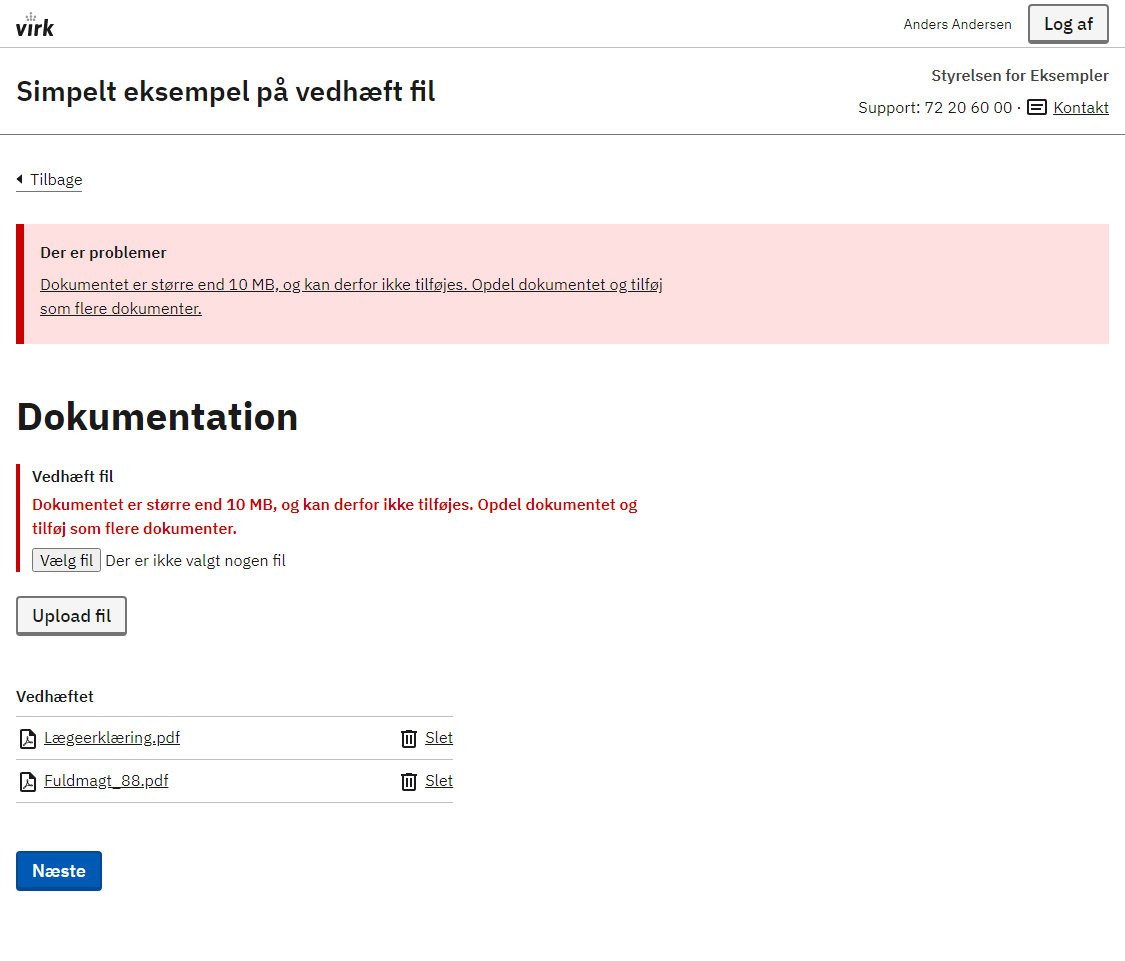 virk
Anders Andersen
Log af
Simpelt eksempel på vedhæft fil
Styrelsen for Eksempler
Support: 72 20 60 00 · Kontakt
Tilbage
Der er problemer
Dokumentet er større end 10 MB, og kan derfor ikke tilføjes. Opdel dokumentet og tilføj
som flere dokumenter.
Dokumentation
Vedhæft fil
Dokumentet er større end 10 MB, og kan derfor ikke tilføjes. Opdel dokumentet og
tilføj som flere dokumenter.
Vælg fil Der er ikke valgt nogen fil
Upload fil
Vedhæftet
Lægeerklæring.pdf Slet
Fuldmagt_88.pdf Slet
Næste